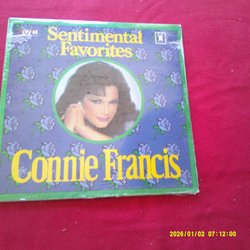 Sentimental
Favorites
Connie Francis
2026/01/02 07:12:00